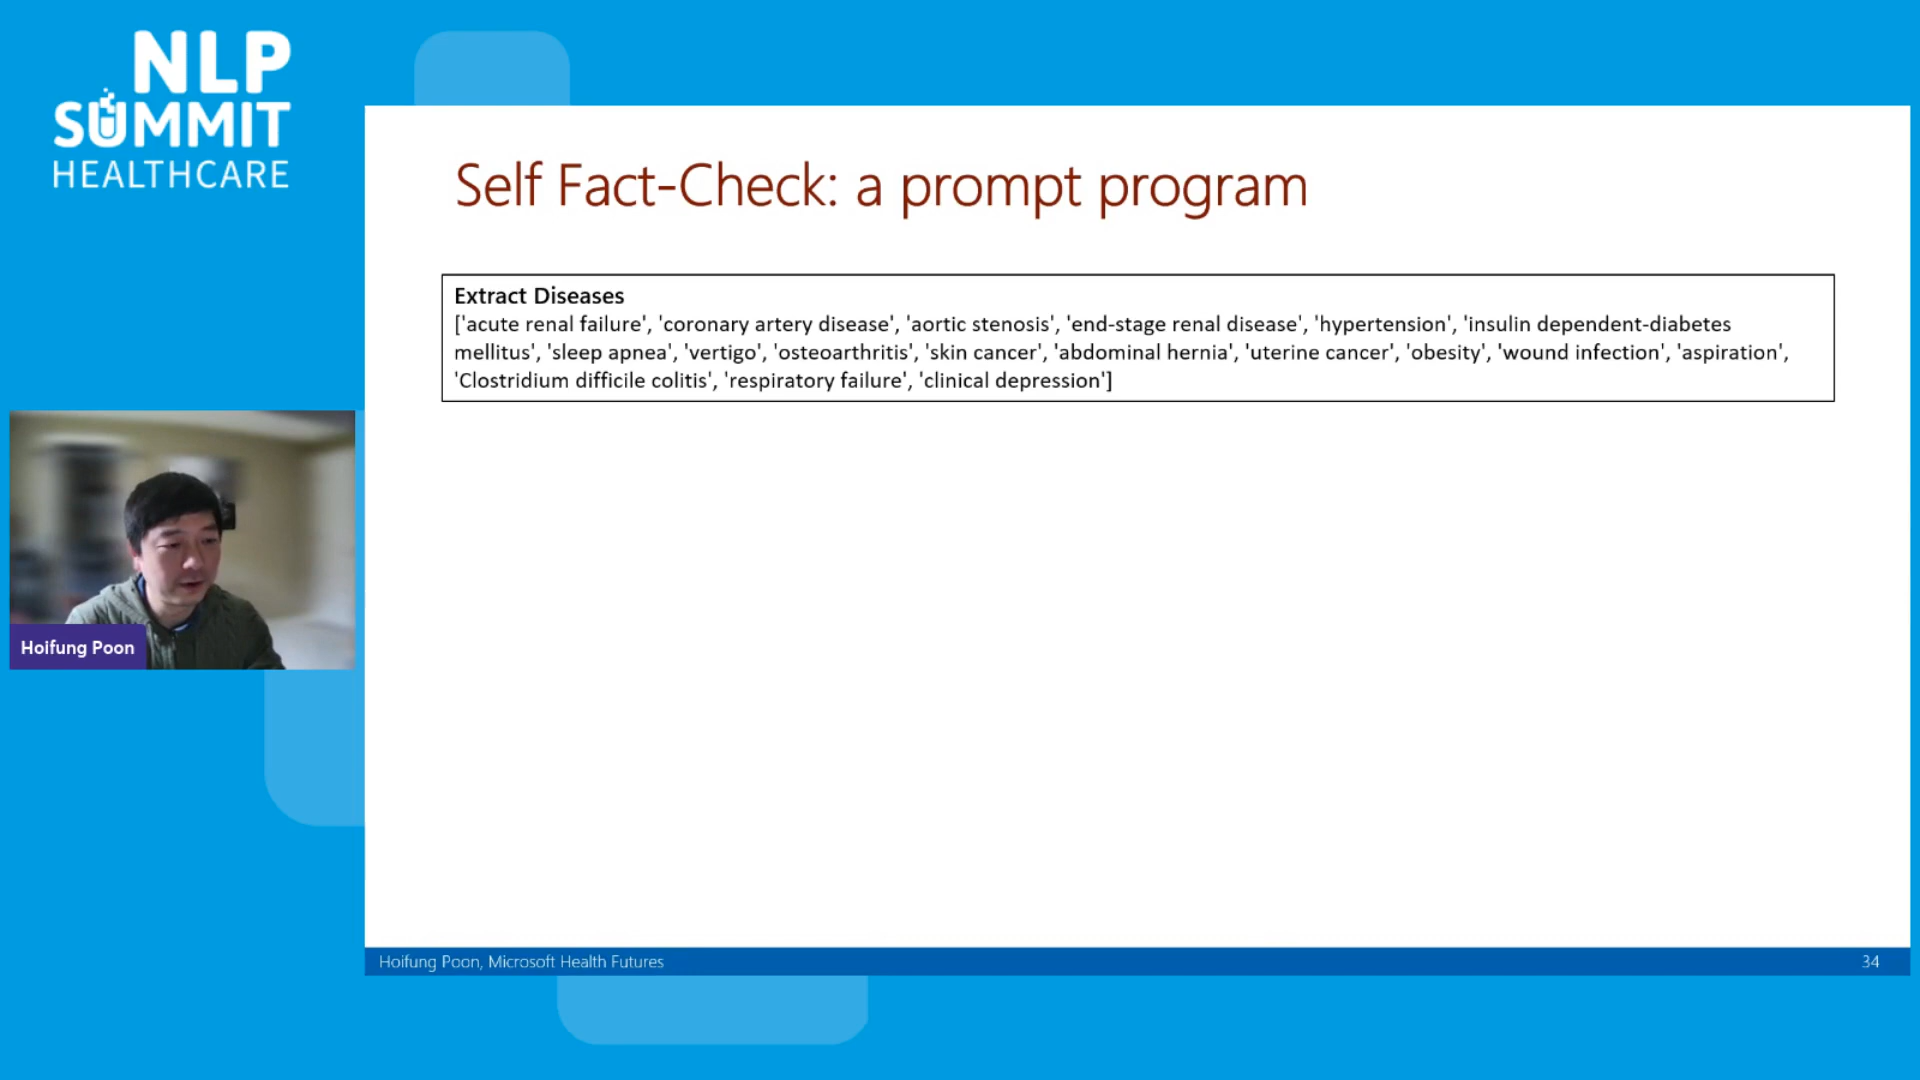 NLP
SUMMIT
HEALTHCARE
Self Fact-Check: a prompt program
Extract Diseases
['acute renal failure', 'coronary artery disease', 'aortic stenosis', 'end-stage renal disease', 'hypertension', 'insulin dependent-diabetes
mellitus', 'sleep apnea', 'vertigo', 'osteoarthritis', 'skin cancer', 'abdominal hernia', 'uterine cancer', 'obesity', 'wound infection', 'aspiration',
'Clostridium difficile colitis', 'respiratory failure', 'clinical depression']
Hoifung Poon
Hoifung Poon, Microsoft Health Futures
34